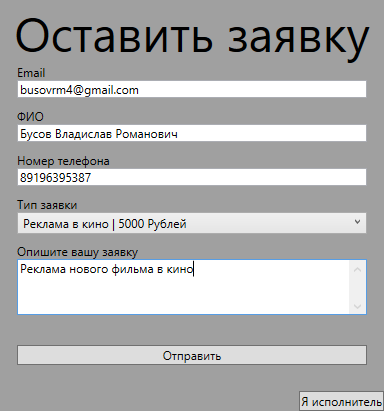 Оставить заявку
Email
busovrm4@gmail.com
ФИО
Бусов Владислав Романович
Номер телефона
89196395387
Тип заявки
Реклама в кино | 5000 Рублей
Опишите вашу заявку
Реклама нового фильма в кино
Отправить
Я исполнитель